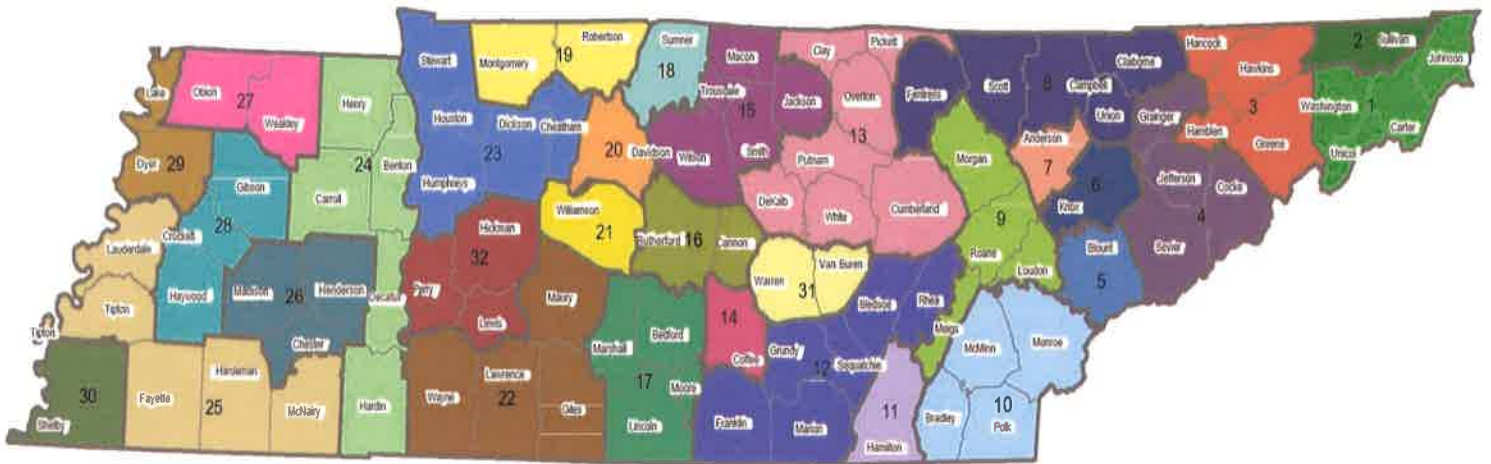 Lake
Obion
27
Weakley
Henry
Stewart
Montgomery
19
Robertson
Sumner
18
Macon
Trousdale
15
Jackson
Clay
Pickett
Overton
13
Fentress
Scott
8
Campbell
Claiborne
Union
Hancock
Hawkins
3
2
Sullivan
Johnson
Washington
1
Carter
Unicoi
Greene
Hamblen
Grainger
Anderson
7
Dyer
29
Gibson
28
Crockett
24
Benton
Carroll
Houston
Dickson
Cheatham
23
Humphreys
20
Davidson
Wilson
Smith
Putnam
DeKalb
White
Cumberland
Morgan
9
Roane
Loudon
6
Knox
Jefferson
Cocke
4
Sevier
Blount
5
Lauderdale
Tipton
Tipton
Haywood
Madison
26
Henderson
Chester
Decatur
Perry
Hickman
32
Lewis
Williamson
21
Maury
Rutherford
16
Cannon
Warren
31
Van Buren
Bledsoe
Rhea
Meigs
McMinn
Monroe
30
Shelby
Fayette
25
Hardeman
McNairy
Hardin
Wayne
Lawrence
22
Giles
Marshall
Bedford
17
Moore
Lincoln
14
Coffee
Grundy
12
Sequatchie
Franklin
Marion
11
Hamilton
Bradley
10
Polk